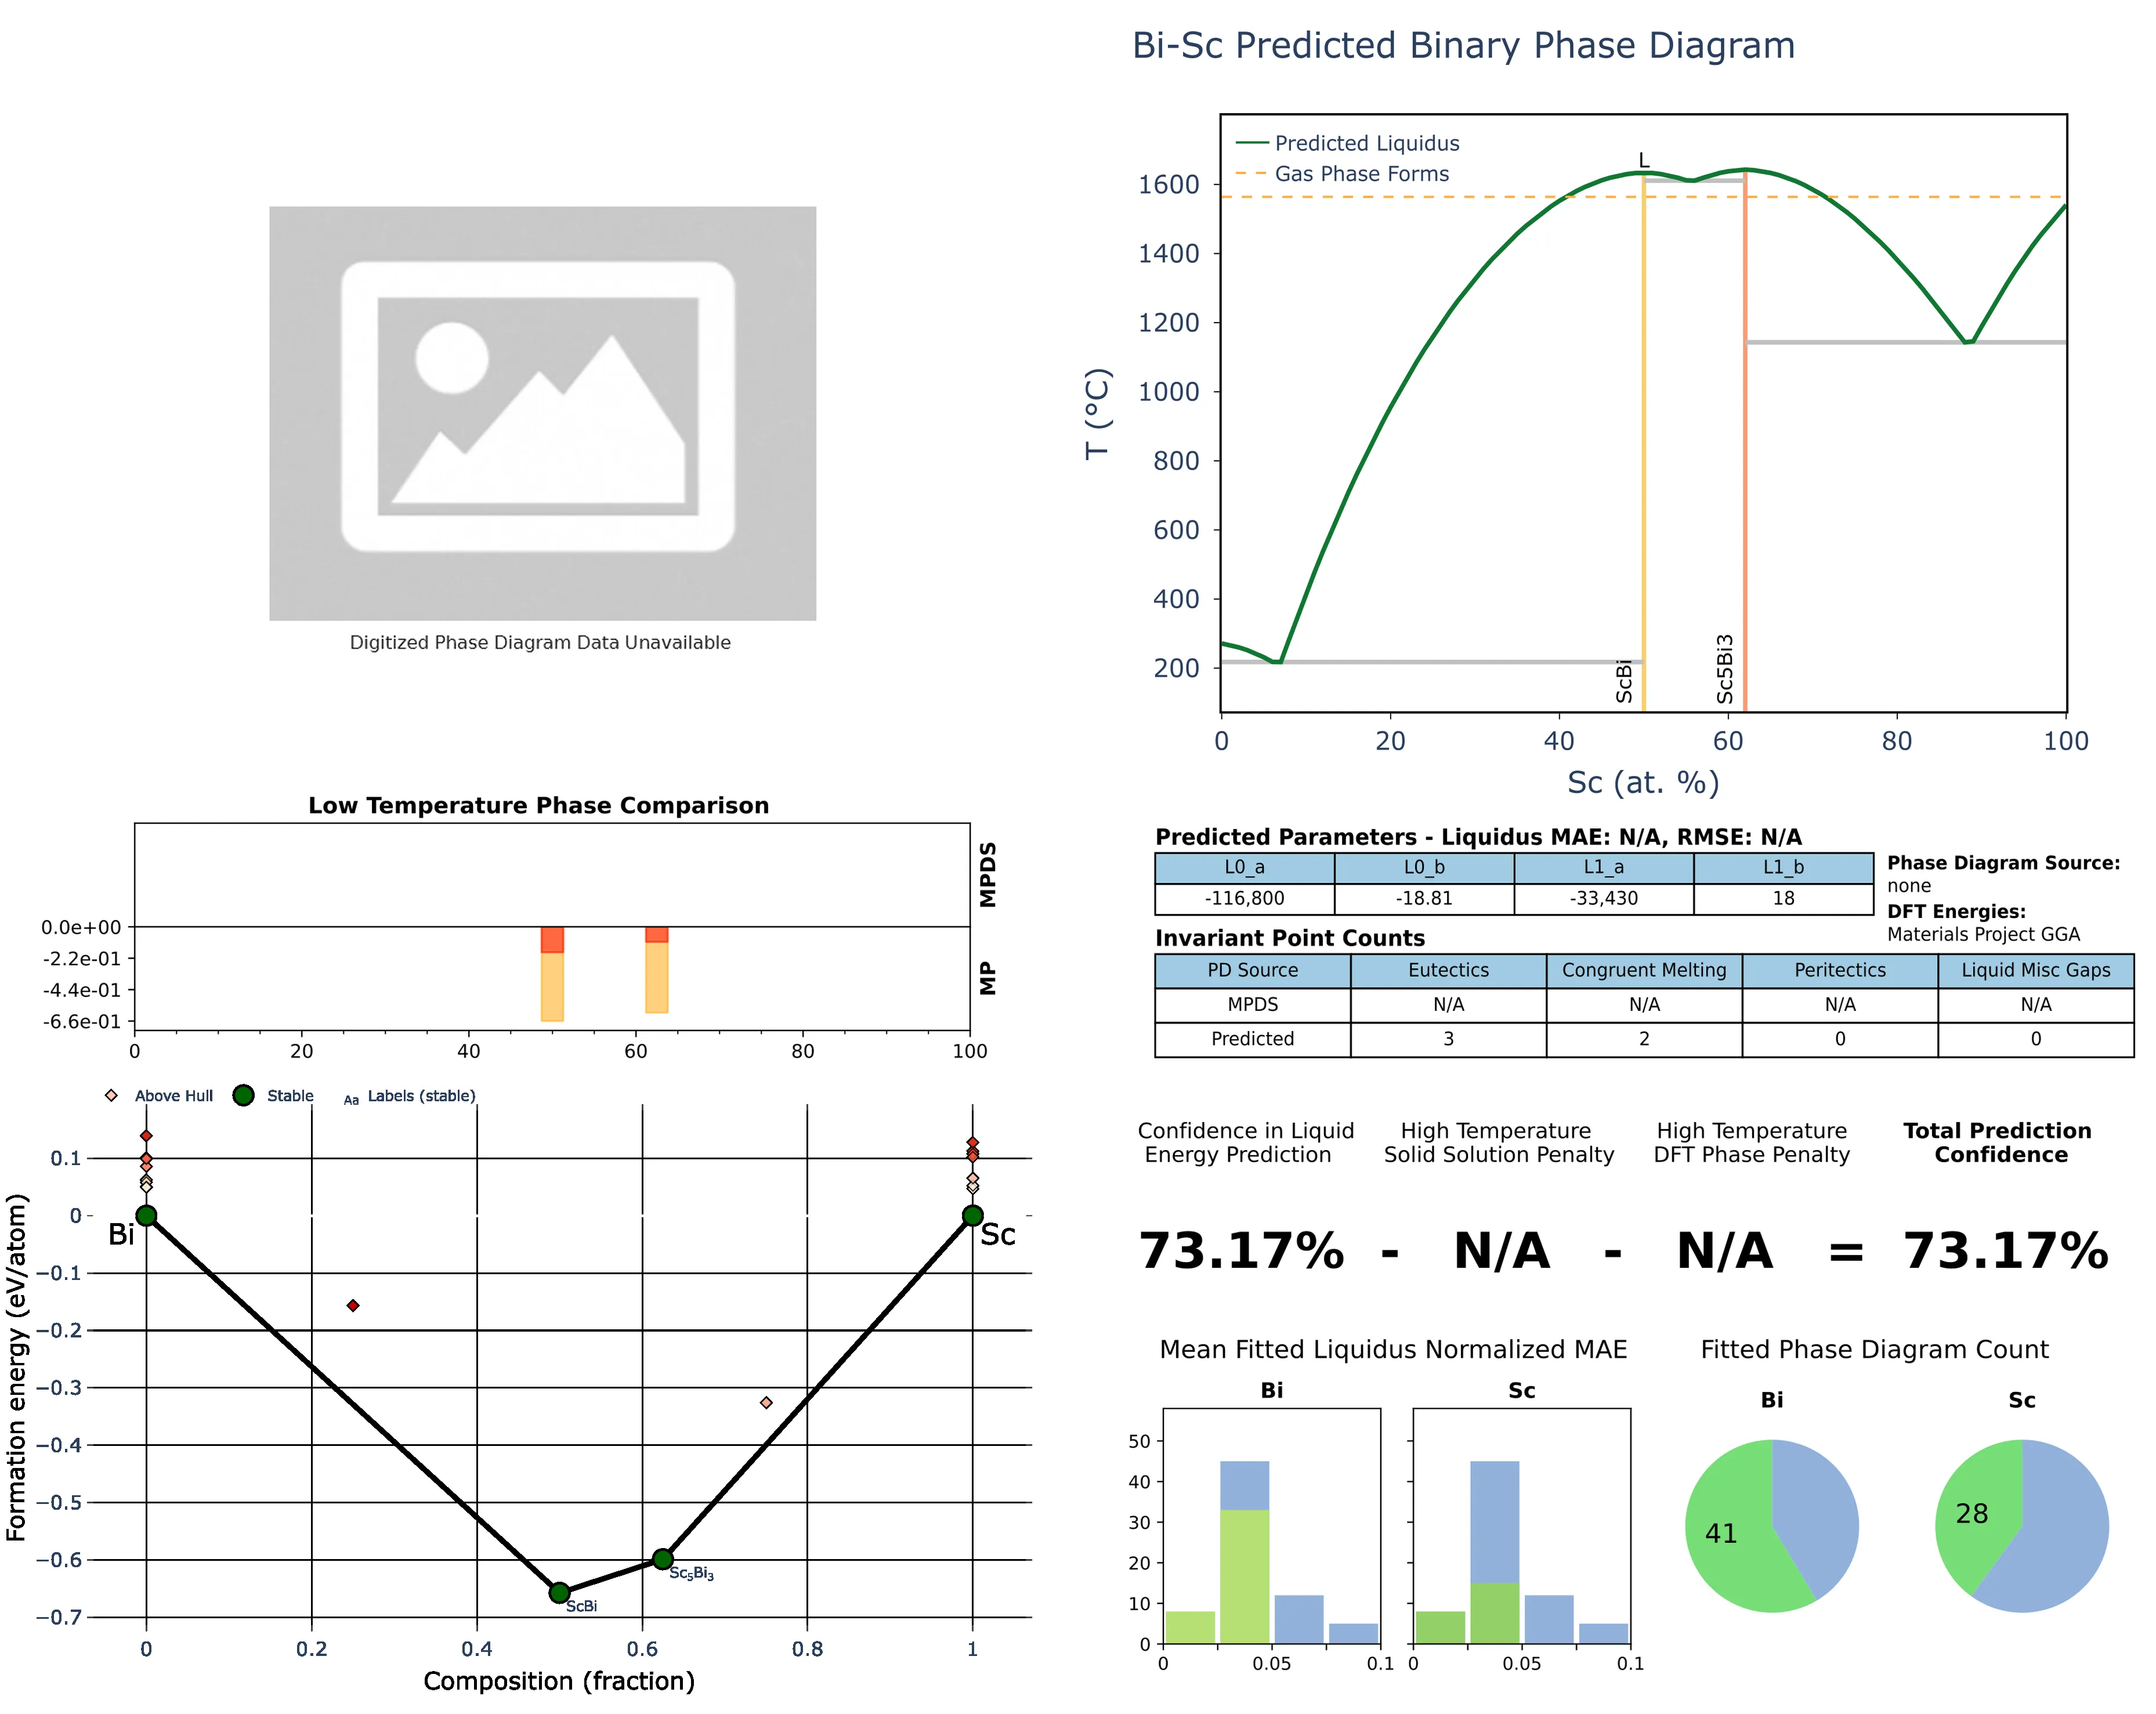 Digitized Phase Diagram Data Unavailable
Bi-Sc Predicted Binary Phase Diagram
Predicted Liquidus
Gas Phase Forms
L
1600
1400
1200
1000
800
600
400
200
T (°C)
ScBi
Sc5Bi3
0 20 40 60 80 100
Sc (at. %)
Low Temperature Phase Comparison
MPDS
MP
0.0e+00
-2.2e-01
-4.4e-01
-6.6e-01
0 20 40 60 80 100
Predicted Parameters - Liquidus MAE: N/A, RMSE: N/A
L0_a L0_b L1_a L1_b
-116,800 -18.81 -33,430 18
Phase Diagram Source:
none
DFT Energies:
Materials Project GGA
Invariant Point Counts
PD Source Eutectics Congruent Melting Peritectics Liquid Misc Gaps
MPDS N/A N/A N/A N/A
Predicted 3 2 0 0
Above Hull Stable Aa Labels (stable)
0.1
0
−0.1
−0.2
−0.3
−0.4
−0.5
−0.6
−0.7
Formation energy (eV/atom)
Bi
Sc
Sc₅Bi₃
ScBi
0 0.2 0.4 0.6 0.8 1
Composition (fraction)
Confidence in Liquid
Energy Prediction
High Temperature
Solid Solution Penalty
High Temperature
DFT Phase Penalty
Total Prediction
Confidence
73.17% - N/A - N/A = 73.17%
Mean Fitted Liquidus Normalized MAE
Bi
Sc
50
40
30
20
10
0
0 0.05 0.1
0 0.05 0.1
Fitted Phase Diagram Count
Bi
Sc
41
28